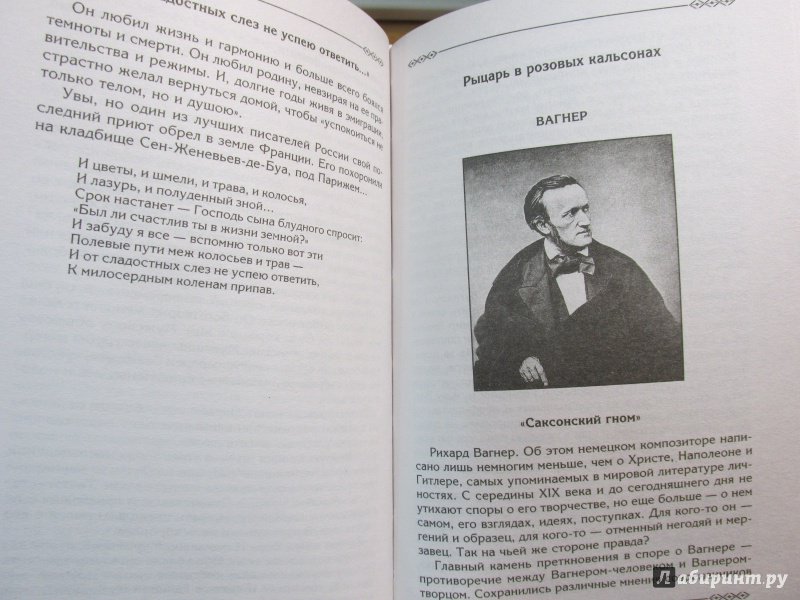 сладостных слез не успею ответить..."
Он любил жизнь и гармонию и больше всего боялся
темноты и смерти. Он любил родину, невзирая на ее пра-
вительства и режимы. И, долгие годы живя в эмиграции,
страстно желал вернуться домой, чтобы «успокоиться не
только телом, но и душою».
Увы, но один из лучших писателей России свой по-
следний приют обрел в земле Франции. Его похоронили
на кладбище Сен-Женевьев-де-Буа, под Парижем...
И цветы, и шмели, и трава, и колосья,
И лазурь, и полуденный зной...
Срок настанет — Господь сына блудного спросит:
«Был ли счастлив ты в жизни земной?»
И забуду я все — вспомню только вот эти
Полевые пути меж колосьев и трав —
И от сладостных слез не успею ответить,
К милосердным коленам припав.
Рыцарь в розовых кальсонах
ВАГНЕР
«Саксонский гном»
Рихард Вагнер. Об этом немецком композиторе напи-
сано лишь немногим меньше, чем о Христе, Наполеоне и
Гитлере, самых упоминаемых в мировой литературе лич-
ностях. С середины XIX века и до сегодняшнего дня не
утихают споры о его творчестве, но еще больше — о нем
самом, его взглядах, идеях, поступках. Для кого-то он —
гений и образец, для кого-то — отменный негодяй и мер-
завец. Так на чьей же стороне правда?
Главный камень преткновения в споре о Вагнере —
противоречие между Вагнером-человеком и Вагнером-
творцом. Сохранились различные мнения
Лабиринт.ру